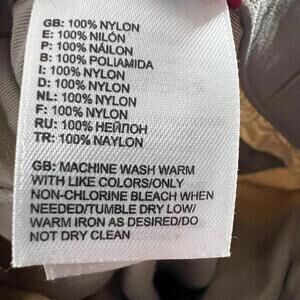 GB: 100% NYLON
E: 100% NILÓN
P: 100% NÁILON
B: 100% POLIAMIDA
I: 100% NYLON
D: 100% NYLON
NL: 100% NYLON
F: 100% NYLON
RU: 100% НЕЙЛОН
TR: 100% NAYLON
GB: MACHINE WASH WARM
WITH LIKE COLORS/ONLY
NON-CHLORINE BLEACH WHEN
NEEDED/TUMBLE DRY LOW/
WARM IRON AS DESIRED/DO
NOT DRY CLEAN